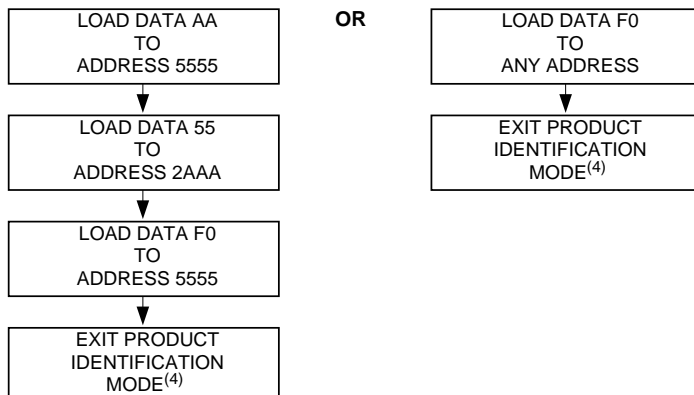 LOAD DATA AA
TO
ADDRESS 5555
LOAD DATA 55
TO
ADDRESS 2AAA
LOAD DATA F0
TO
ADDRESS 5555
EXIT PRODUCT
IDENTIFICATION
MODE(4)
OR
LOAD DATA F0
TO
ANY ADDRESS
EXIT PRODUCT
IDENTIFICATION
MODE(4)